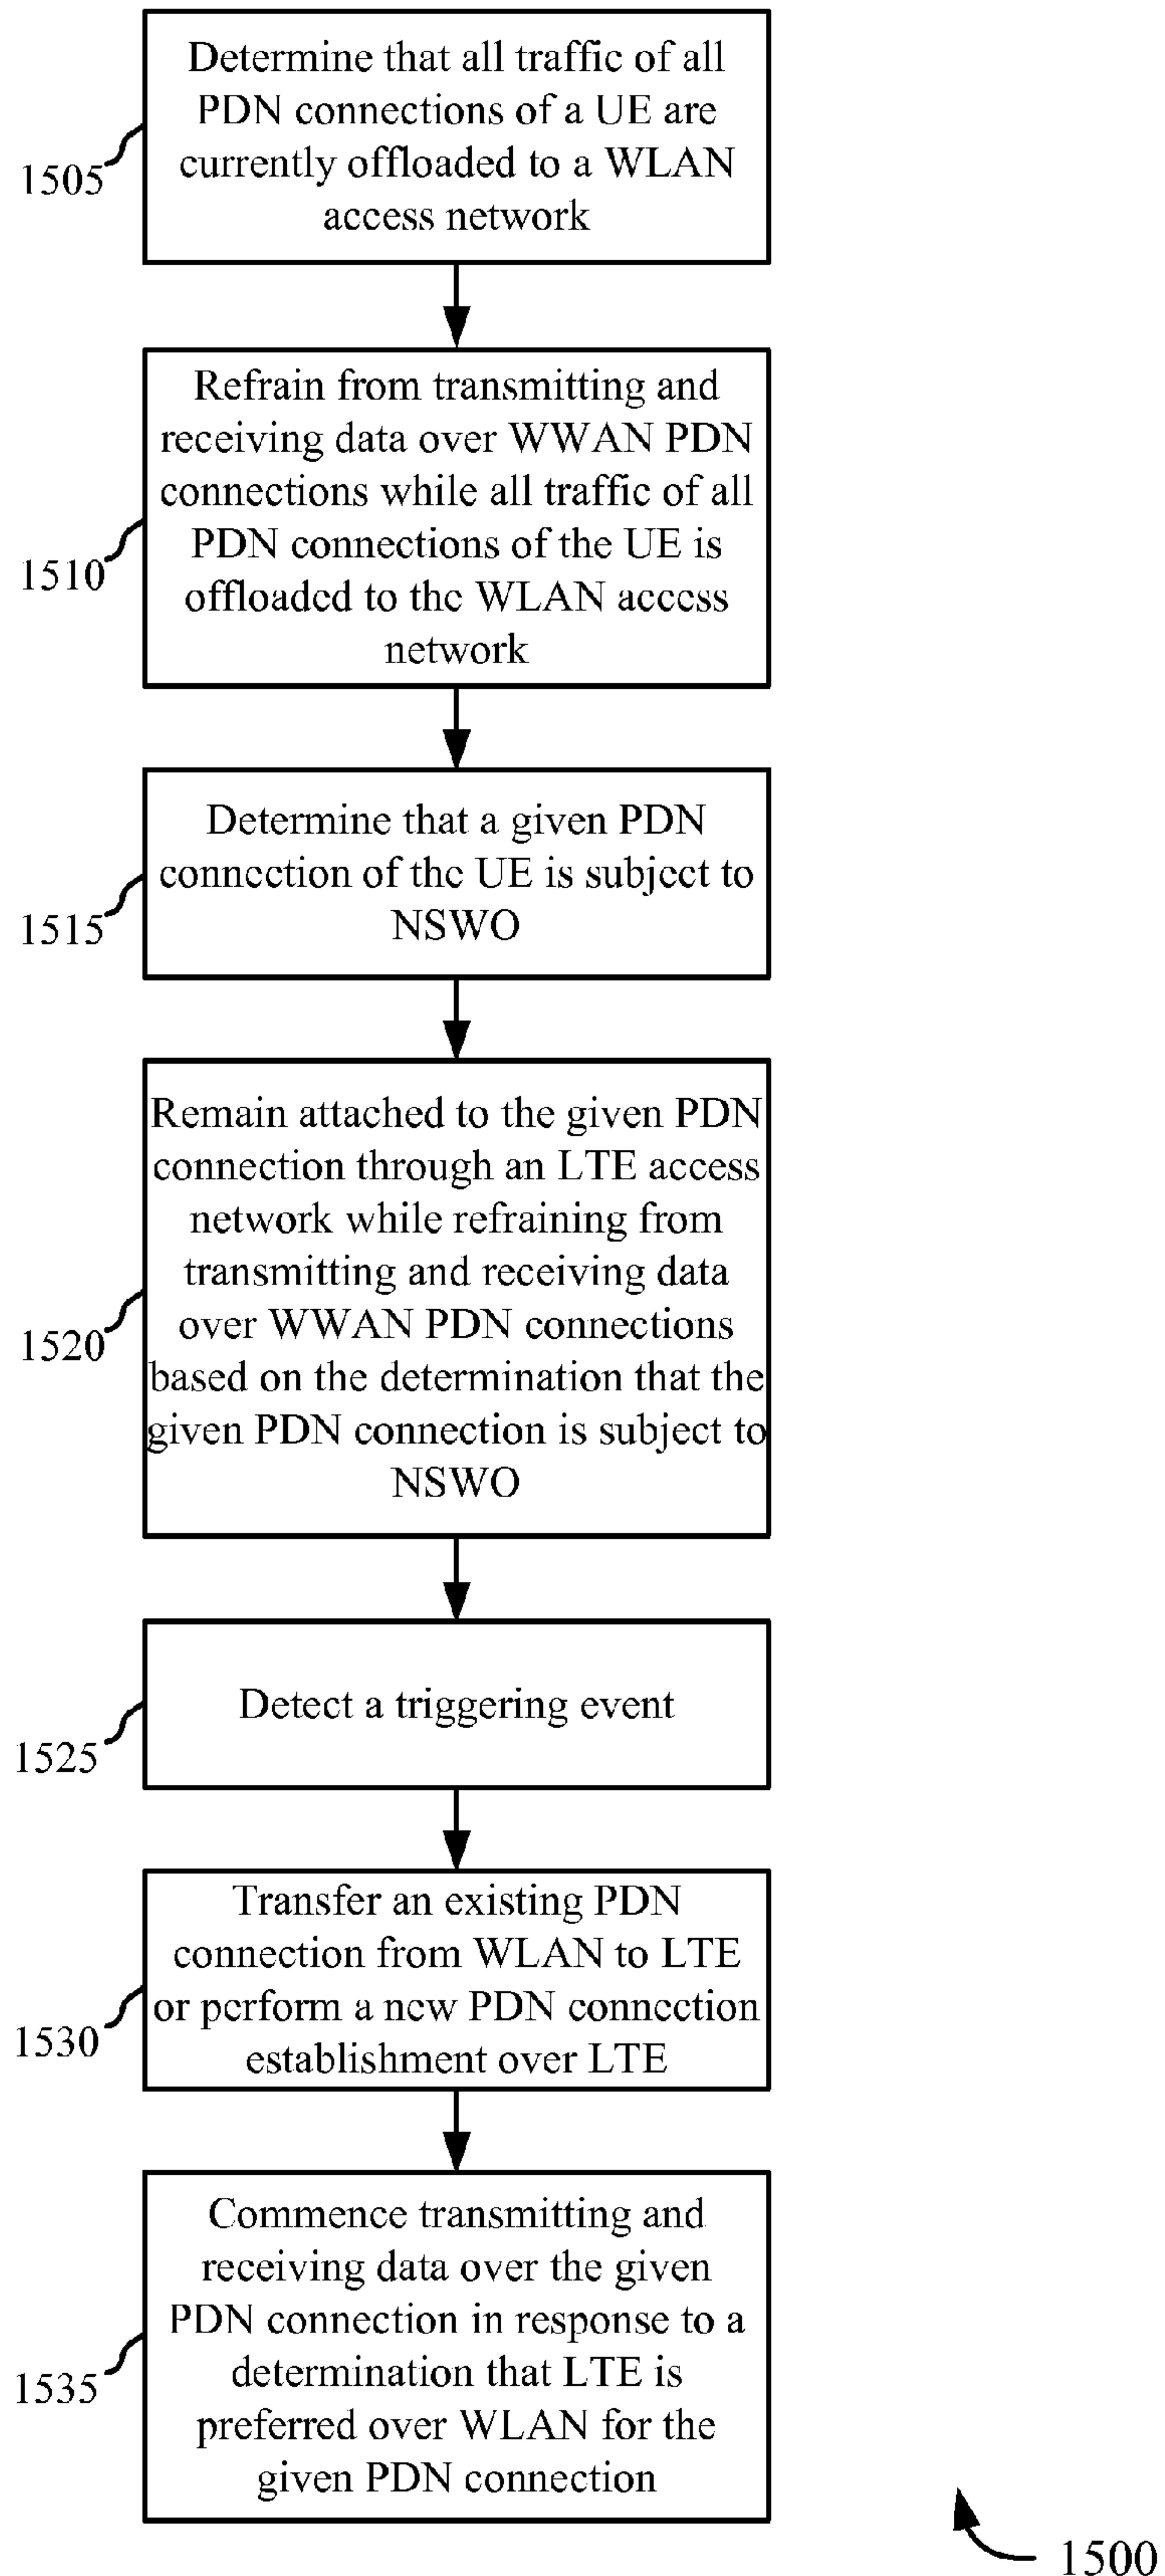 Determine that all traffic of all
PDN connections of a UE are
currently offloaded to a WLAN
access network
1505
Refrain from transmitting and
receiving data over WWAN PDN
connections while all traffic of all
PDN connections of the UE is
offloaded to the WLAN access
network
1510
Determine that a given PDN
connection of the UE is subject to
NSWO
1515
Remain attached to the given PDN
connection through an LTE access
network while refraining from
transmitting and receiving data
over WWAN PDN connections
based on the determination that the
given PDN connection is subject to
NSWO
1520
Detect a triggering event
1525
Transfer an existing PDN
connection from WLAN to LTE
or perform a new PDN connection
establishment over LTE
1530
Commence transmitting and
receiving data over the given
PDN connection in response to a
determination that LTE is
preferred over WLAN for the
given PDN connection
1535
1500